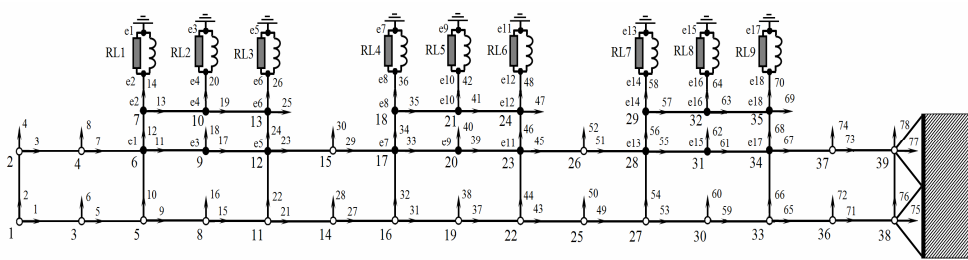 e1 e3 e5 e7 e9 e11 e13 e15 e17
RL1 RL2 RL3 RL4 RL5 RL6 RL7 RL8 RL9
e2 14 e4 20 e6 26 e8 36 e10 42 e12 48 e14 58 e16 64 e18 70
e2 13 e4 19 e6 25 e8 35 e10 41 e12 47 e14 57 e16 63 e18 69
7 10 13 18 21 24 29 32 35
4 8 12 18 24 30 34 40 46 52 56 62 68 74 78
3 7 e1 11 e3 17 e5 23 29 e7 33 e9 39 e11 45 51 e13 55 e15 61 e17 67 73 77
2 4 6 9 12 15 17 20 23 26 28 31 34 37 39
2 6 10 16 22 28 32 38 44 50 54 60 66 72 76
1 5 9 15 21 27 31 37 43 49 53 59 65 71 75
1 3 5 8 11 14 16 19 22 25 27 30 33 36 38